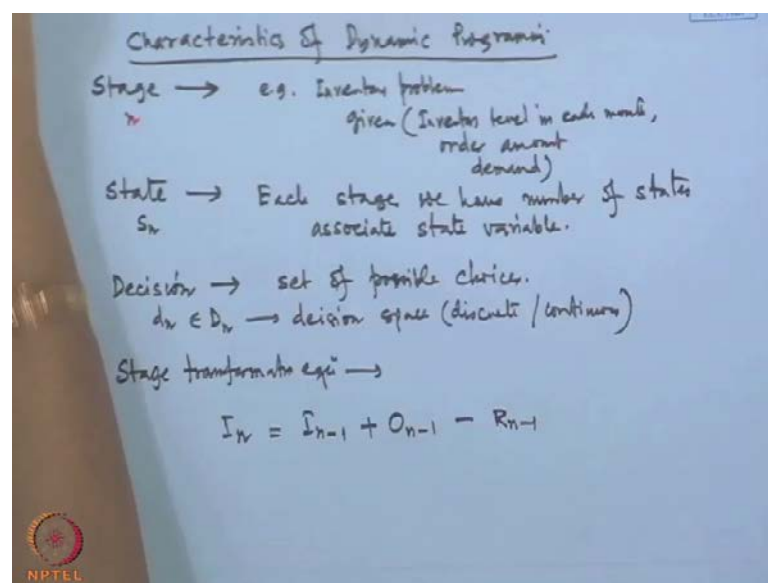 Characteristics of Dynamic Programmi
Stage → e.g. Inventory problem
n given (Inventory level in each month,
order amount
demand)
State → Each stage we have number of states
Sn associate state variable.
Decision → set of possible choices.
dn ∈ Dn → decision space (discrete / continuous)
Stage transformation eqn →
In = In-1 + On-1 - Rn-1
NPTEL